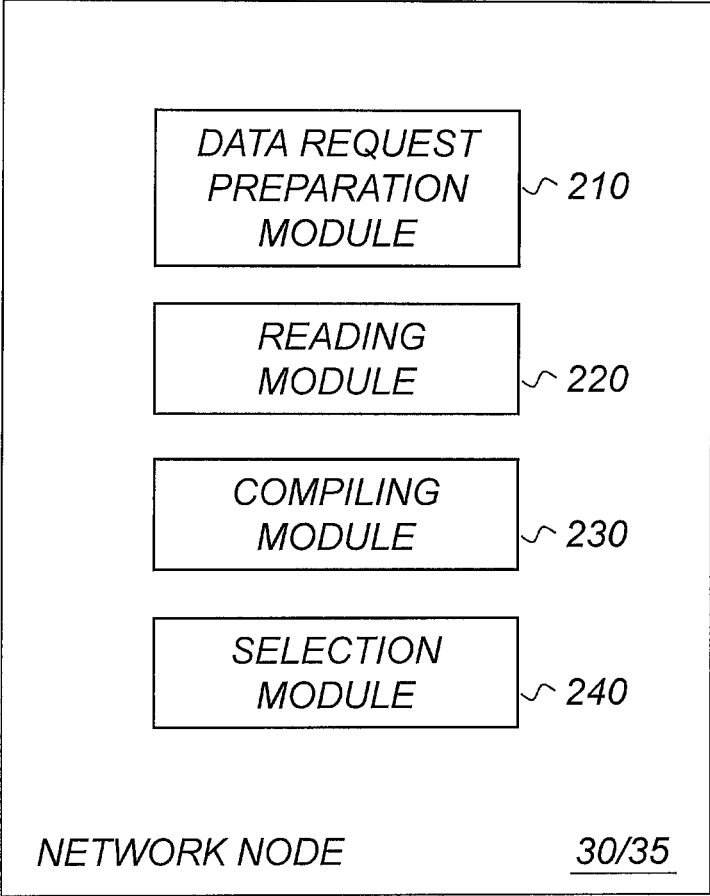 DATA REQUEST
PREPARATION
MODULE
210
READING
MODULE
220
COMPILING
MODULE
230
SELECTION
MODULE
240
NETWORK NODE
30/35